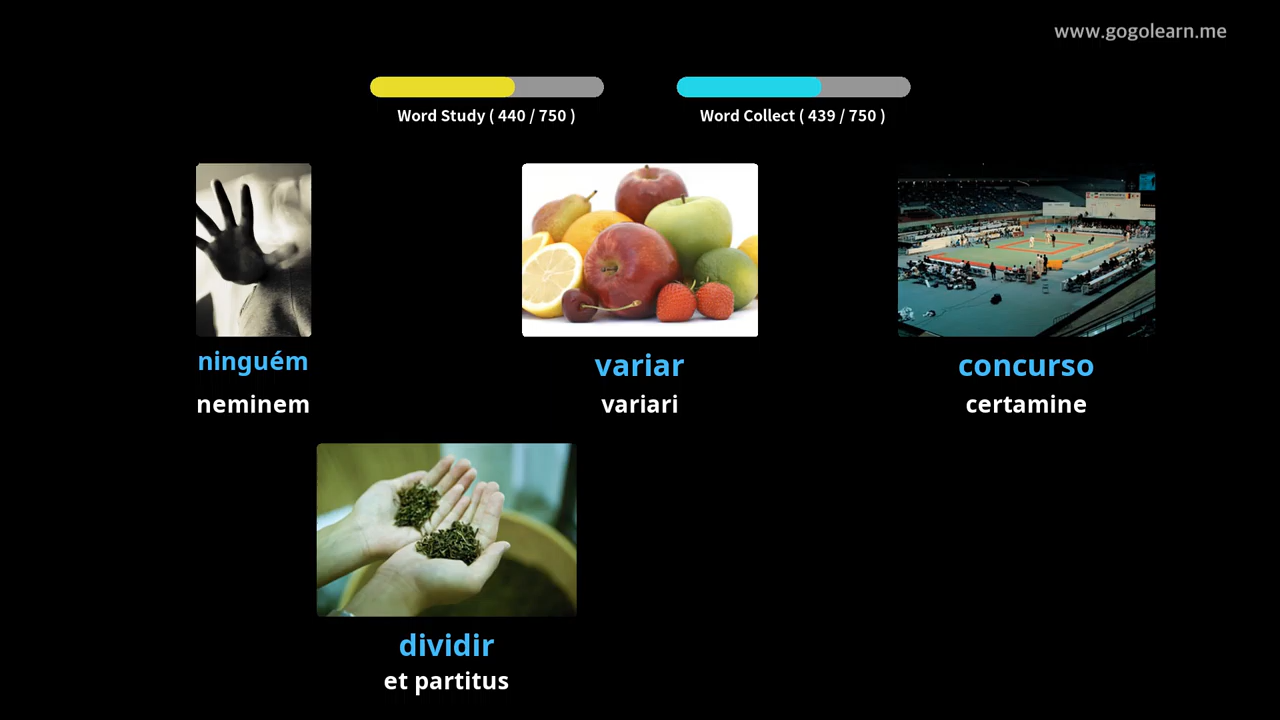 www.gogolearn.me
Word Study ( 440 / 750 )
Word Collect ( 439 / 750 )
ninguém
neminem
variar
variari
concurso
certamine
dividir
et partitus